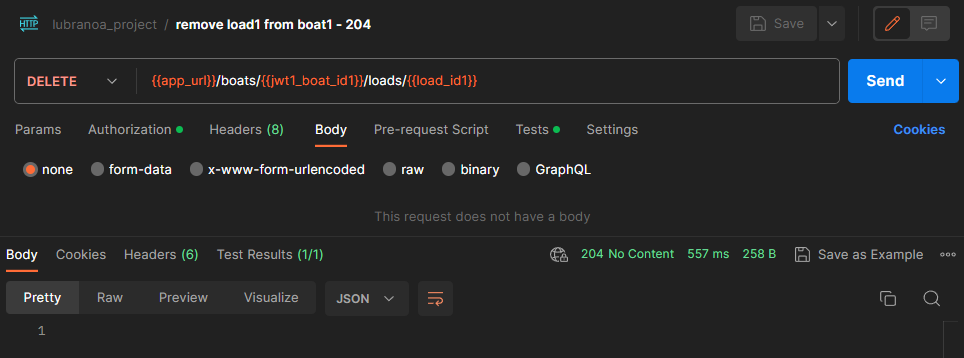 HTTP lubranoa_project / remove load1 from boat1 - 204 Save
DELETE {{app_url}}/boats/{{jwt1_boat_id1}}/loads/{{load_id1}} Send
Params Authorization Headers (8) Body Pre-request Script Tests Settings Cookies
none form-data x-www-form-urlencoded raw binary GraphQL
This request does not have a body
Body Cookies Headers (6) Test Results (1/1) 204 No Content 557 ms 258 B Save as Example
Pretty Raw Preview Visualize JSON
1